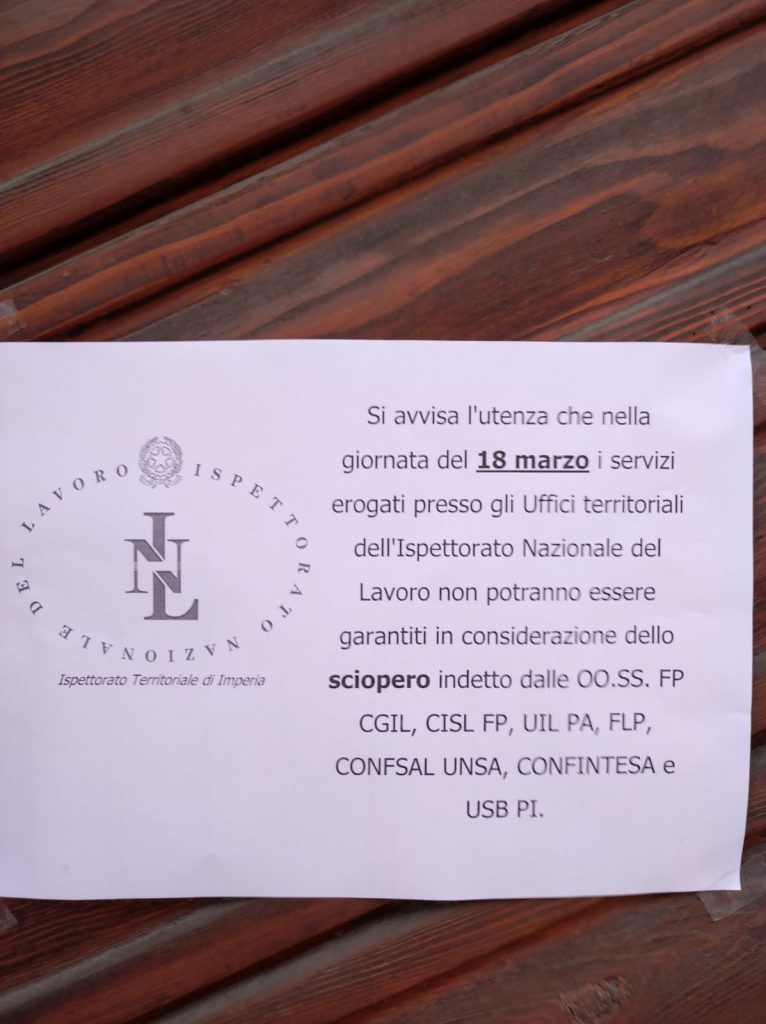 ISPETTORATO NAZIONALE DEL LAVORO
INL
Ispettorato Territoriale di Imperia
Si avvisa l'utenza che nella
giornata del 18 marzo i servizi
erogati presso gli Uffici territoriali
dell'Ispettorato Nazionale del
Lavoro non potranno essere
garantiti in considerazione dello
sciopero indetto dalle OO.SS. FP
CGIL, CISL FP, UIL PA, FLP,
CONFSAL UNSA, CONFINTESA e
USB PI.